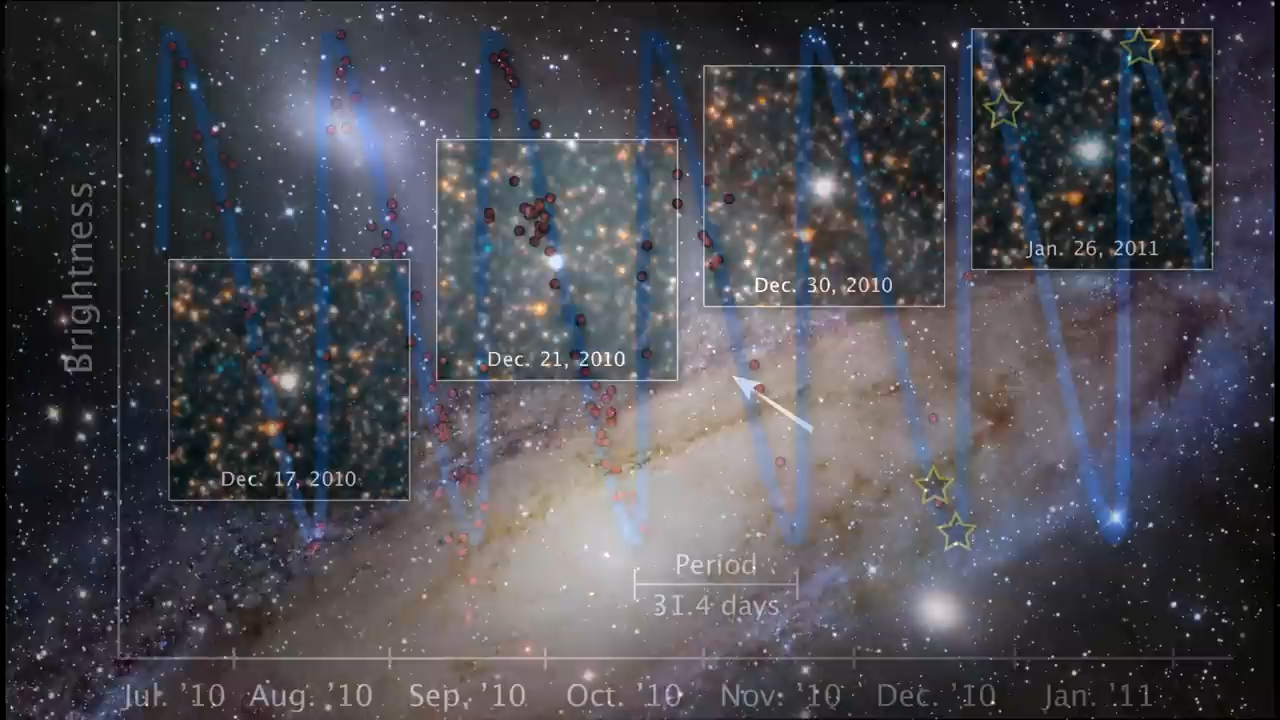 Brightness
Dec. 17, 2010
Dec. 21, 2010
Dec. 30, 2010
Jan. 26, 2011
Period
31.4 days
Jul. '10 Aug. '10 Sep. '10 Oct. '10 Nov. '10 Dec. '10 Jan. '11